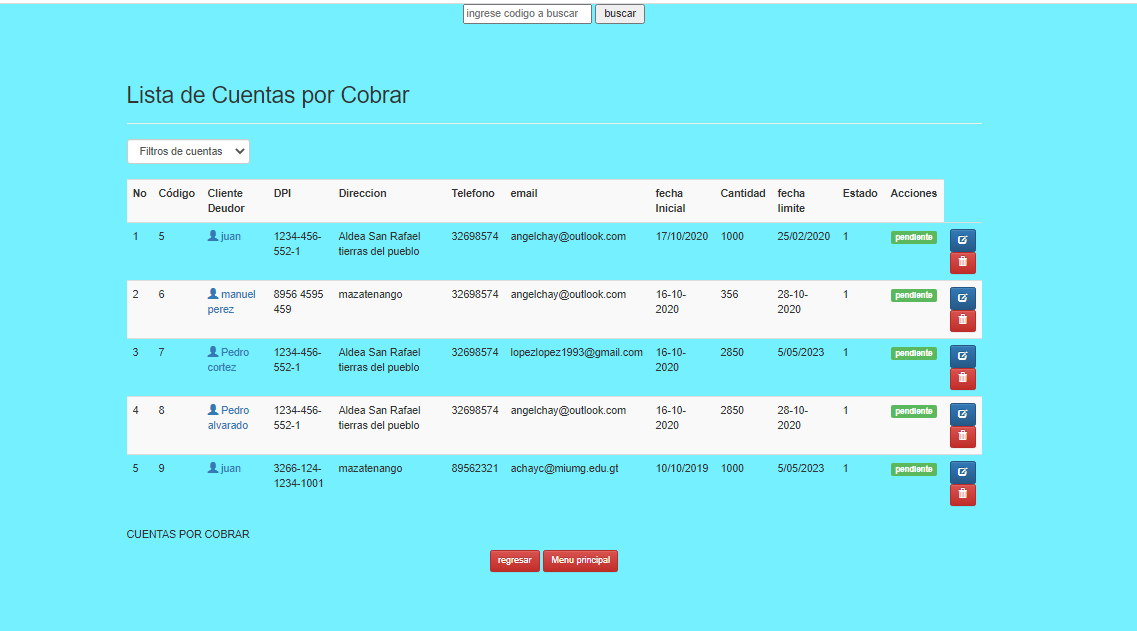 ingrese codigo a buscar buscar
Lista de Cuentas por Cobrar
Filtros de cuentas
No Código Cliente Deudor DPI Direccion Telefono email fecha Inicial Cantidad fecha limite Estado Acciones
1 5 juan 1234-456-552-1 Aldea San Rafael tierras del pueblo 32698574 angelchay@outlook.com 17/10/2020 1000 25/02/2020 1 pendiente
2 6 manuel perez 8956 4595 459 mazatenango 32698574 angelchay@outlook.com 16-10-2020 356 28-10-2020 1 pendiente
3 7 Pedro cortez 1234-456-552-1 Aldea San Rafael tierras del pueblo 32698574 lopezlopez1993@gmail.com 16-10-2020 2850 5/05/2023 1 pendiente
4 8 Pedro alvarado 1234-456-552-1 Aldea San Rafael tierras del pueblo 32698574 angelchay@outlook.com 16-10-2020 2850 28-10-2020 1 pendiente
5 9 juan 3266-124-1234-1001 mazatenango 89562321 achayc@miumg.edu.gt 10/10/2019 1000 5/05/2023 1 pendiente
CUENTAS POR COBRAR
regresar Menu principal